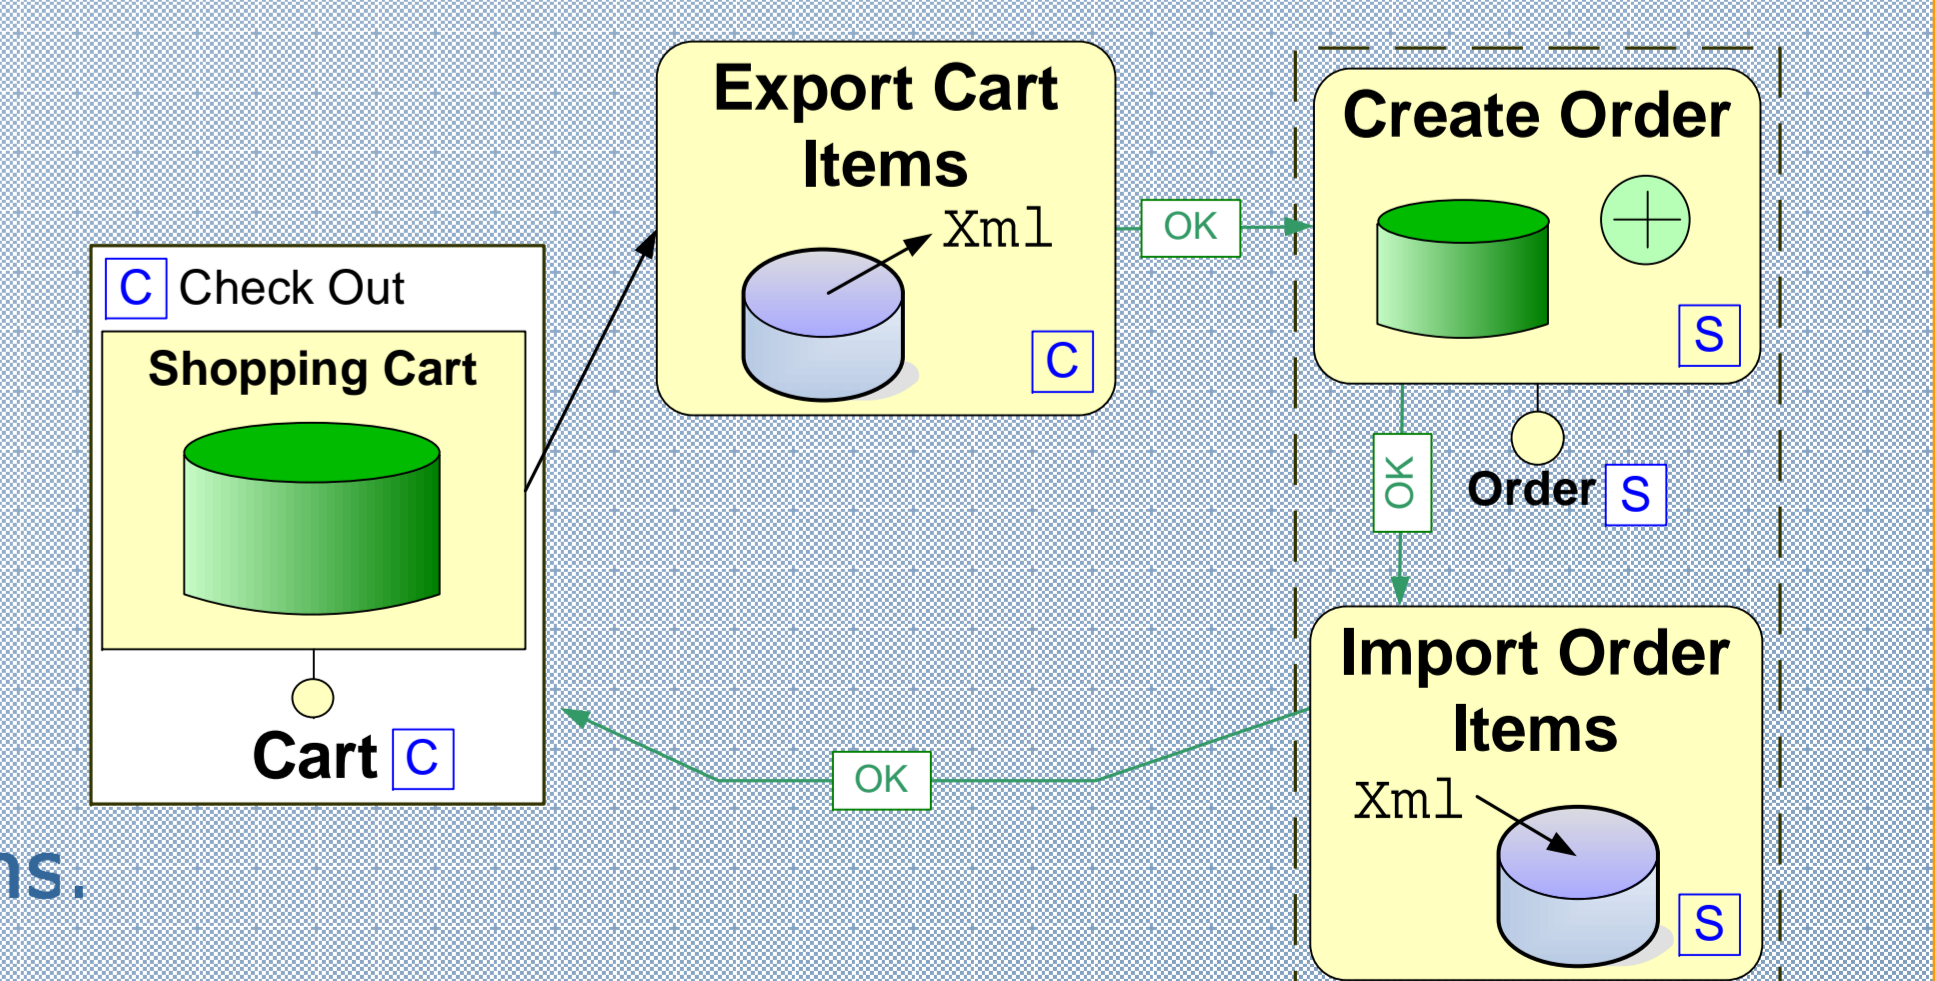 Export Cart
Items
Xml
C
OK
Create Order
S
C Check Out
Shopping Cart
Cart C
OK
Order S
Import Order
Items
Xml
S
OK
ns.